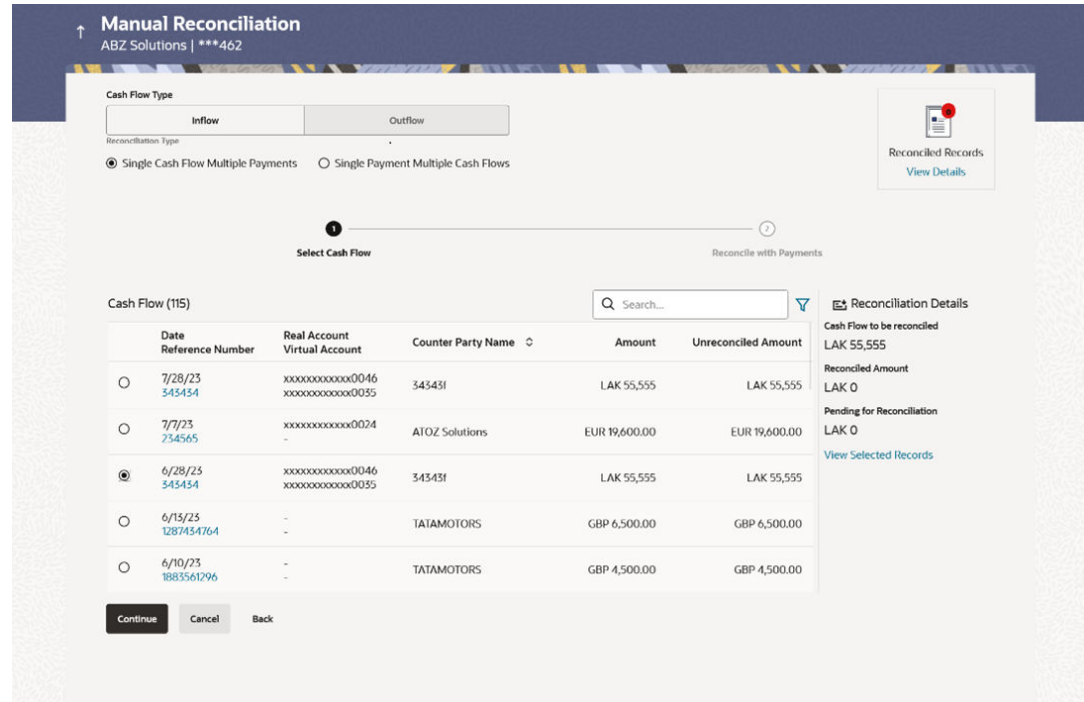 Manual Reconciliation
ABZ Solutions | ***462
Cash Flow Type
Inflow Outflow
Reconciliation Type
Single Cash Flow Multiple Payments Single Payment Multiple Cash Flows
0
Reconciled Records
View Details
1 2
Select Cash Flow Reconcile with Payments
Cash Flow (115) Search...
Date Real Account Counter Party Name Amount Unreconciled Amount
Reference Number Virtual Account
7/28/23 xxxxxxxxxxxx0046 34343f LAK 55,555 LAK 55,555
343434 xxxxxxxxxxxx0035
7/7/23 xxxxxxxxxxxx0024 ATOZ Solutions EUR 19,600.00 EUR 19,600.00
234565 -
6/28/23 xxxxxxxxxxxx0046 34343f LAK 55,555 LAK 55,555
343434 xxxxxxxxxxxx0035
6/13/23 - TATAMOTORS GBP 6,500.00 GBP 6,500.00
1287434764 -
6/10/23 - TATAMOTORS GBP 4,500.00 GBP 4,500.00
1883561296 -
Reconciliation Details
Cash Flow to be reconciled
LAK 55,555
Reconciled Amount
LAK 0
Pending for Reconciliation
LAK 0
View Selected Records
Continue Cancel Back